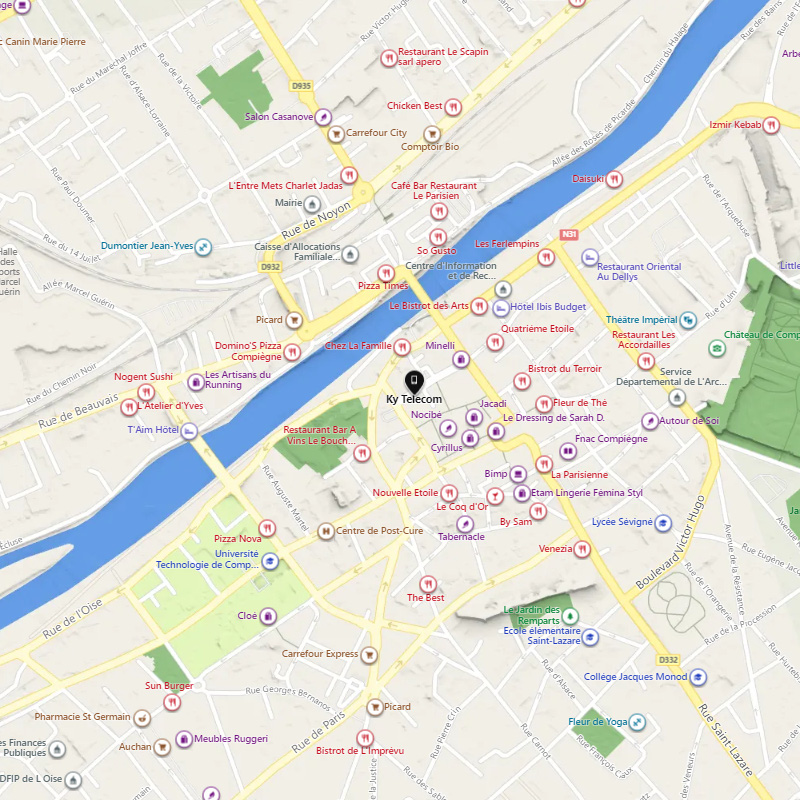 c Canin Marie Pierre
Rue du Maréchal Joffre
Rue d'Alsace-Lorraine
Rue de la Victoire
Rue Victor Hugo
Restaurant Le Scapin
sarl apero
D935
Chicken Best
Salon Casanove
Carrefour City
Comptoir Bio
Chemin du Halage
Allée des Roses de Picardie
Rue des Bains
Arbe
Izmir Kebab
Daisuki
Rue de l'Arquebuse
L'Entre Mets Charlet Jadas
Café Bar Restaurant
Le Parisien
Mairie
Rue de Noyon
Rue Paul Doumer
Rue du 14 Juillet
Halle
des
ports
arcel
uérin
Allée Marcel Guérin
Dumontier Jean-Yves
Caisse d'Allocations
Familiale...
So Gusto
N31
Les Ferlempins
D932
Centre d'Information
et de Rec...
Restaurant Oriental
Au Dellys
Little
Pizza Times
Le Bistrot des Arts
Hôtel Ibis Budget
Rue d'Ulm
Picard
Théâtre Impérial
Quatrième Etoile
Restaurant Les
Accordailles
Château de Comp
Domino'S Pizza
Compiègne
Chez La Famille
Minelli
Rue du Chemin Noir
Nogent Sushi
Les Artisans du
Running
Bistrot du Terroir
Service
Départemental de L'Arc...
Ky Telecom
Rue de Beauvais
L'Atelier d'Yves
Nocibé
Jacadi
Fleur de Thé
Le Dressing de Sarah D.
Autour de Soi
T'Aim Hôtel
Restaurant Bar A
Vins Le Bouch...
Cyrillus
Fnac Compiègne
Bimp
La Parisienne
Rue Auguste Martel
Nouvelle Etoile
Le Coq d'Or
Etam Lingerie Femina Styl
Boulevard Victor Hugo
By Sam
Lycée Sévigné
Pizza Nova
Centre de Post-Cure
Tabernacle
Écluse
Université
Technologie de Comp...
Venezia
Avenue de la Résistance
Rue Eugène Jac
Rue de l'Orangerie
Rue de l'Oise
Cloé
The Best
Le Jardin des
Remparts
Ecole élémentaire
Saint-Lazare
Rue de la Procession
Carrefour Express
D332
Collège Jacques Monod
Rue d'Alsace
Sun Burger
Rue Georges Bernanos
Picard
Pharmacie St Germain
Rue de Paris
Rue Pierre Crin
Rue Carnot
Fleur de Yoga
Rue François
Rue Saint-Lazare
es Finances
Publiques
Auchan
Meubles Ruggeri
Bistrot de L'Imprévu
DFIP de L Oise
e la Justice
Rue des Sablo
e des Veneurs